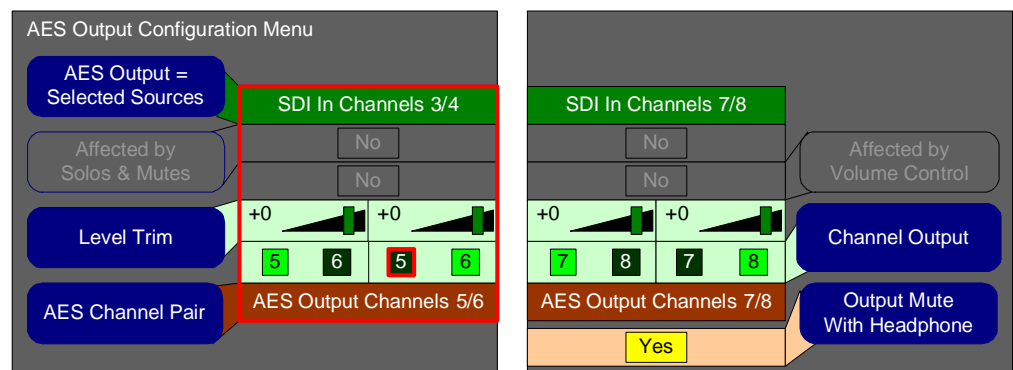 AES Output Configuration Menu
AES Output =
Selected Sources
SDI In Channels 3/4
SDI In Channels 7/8
Affected by
Solos & Mutes
No
No
No
No
Affected by
Volume Control
Level Trim
+0
+0
+0
+0
5
6
5
6
7
8
7
8
Channel Output
AES Channel Pair
AES Output Channels 5/6
AES Output Channels 7/8
Output Mute
With Headphone
Yes